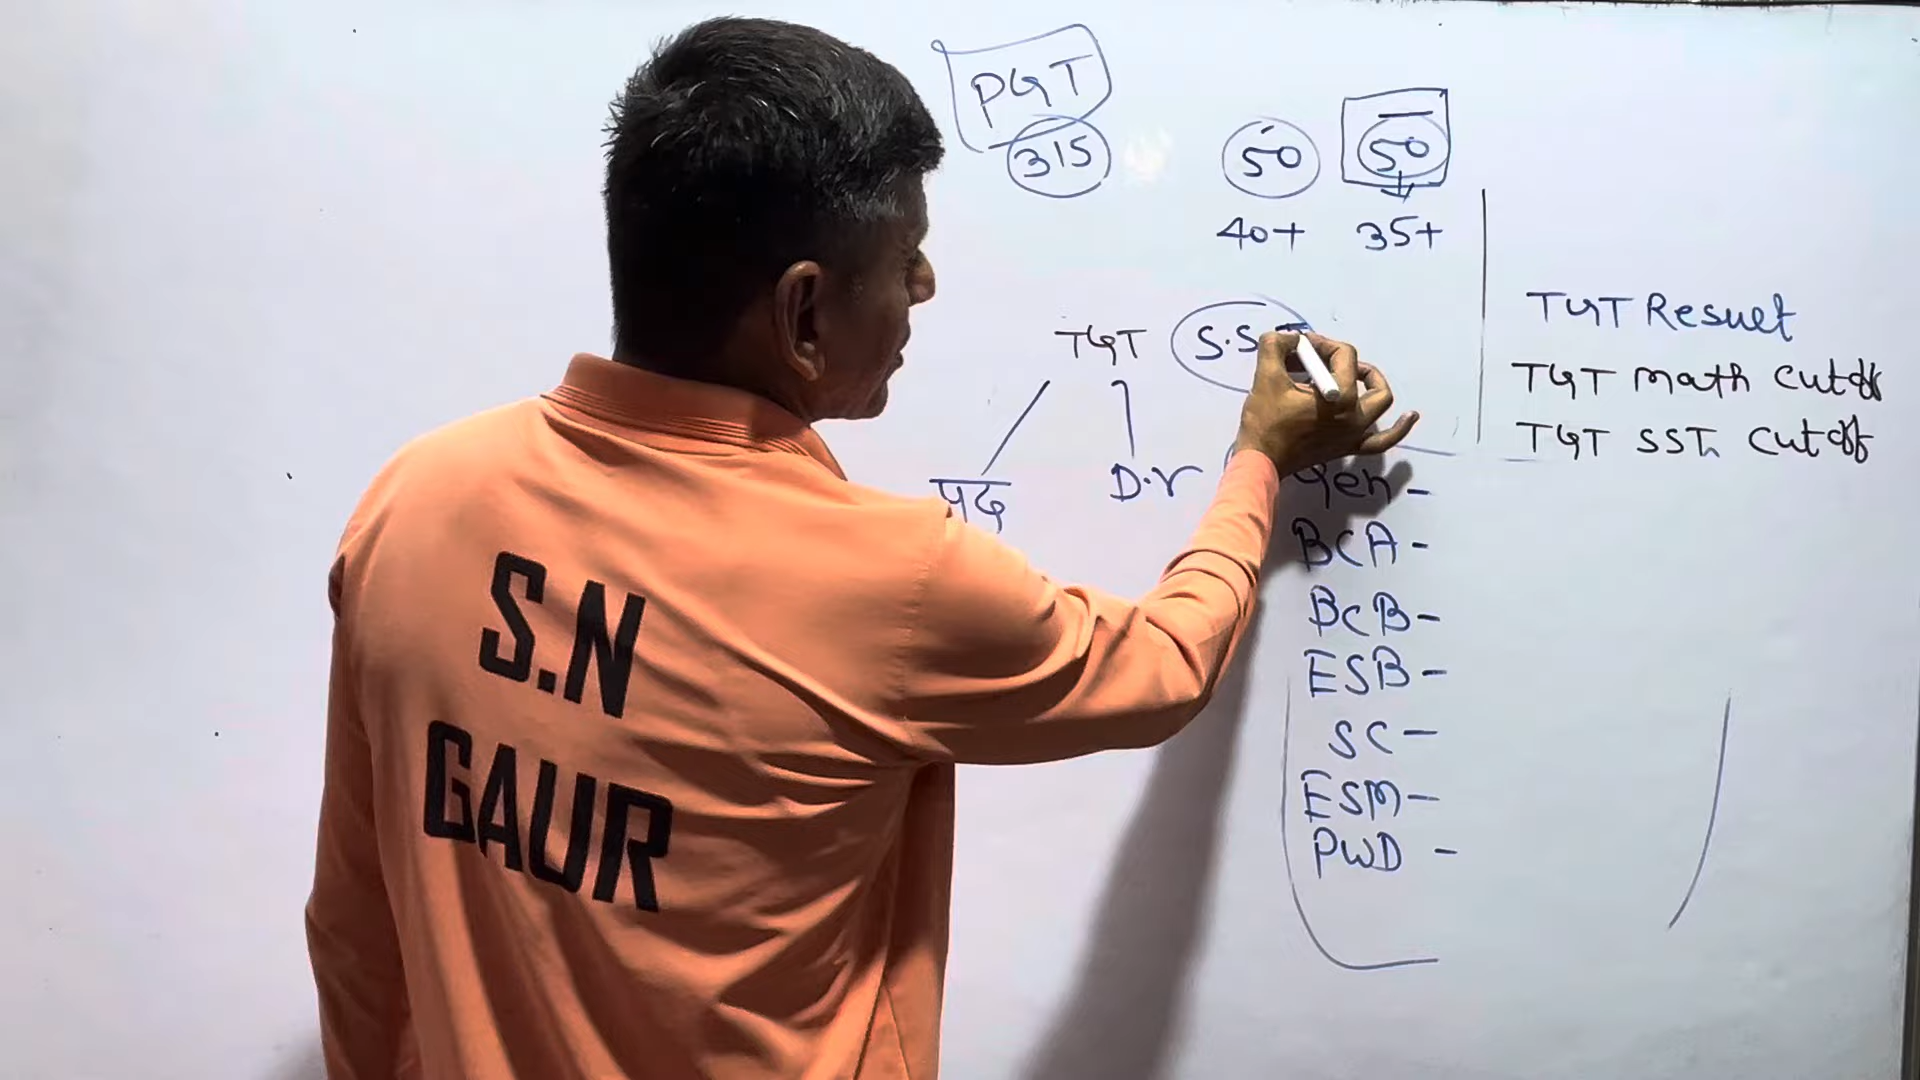 PGT
315
50 50
40+ 35+
TGT S.S
पद D.V
Gen -
BCA -
BCB -
ESB -
SC -
ESM -
PWD -
TGT Result
TGT Math Cutoff
TGT SST Cutoff
S.N
GAUR